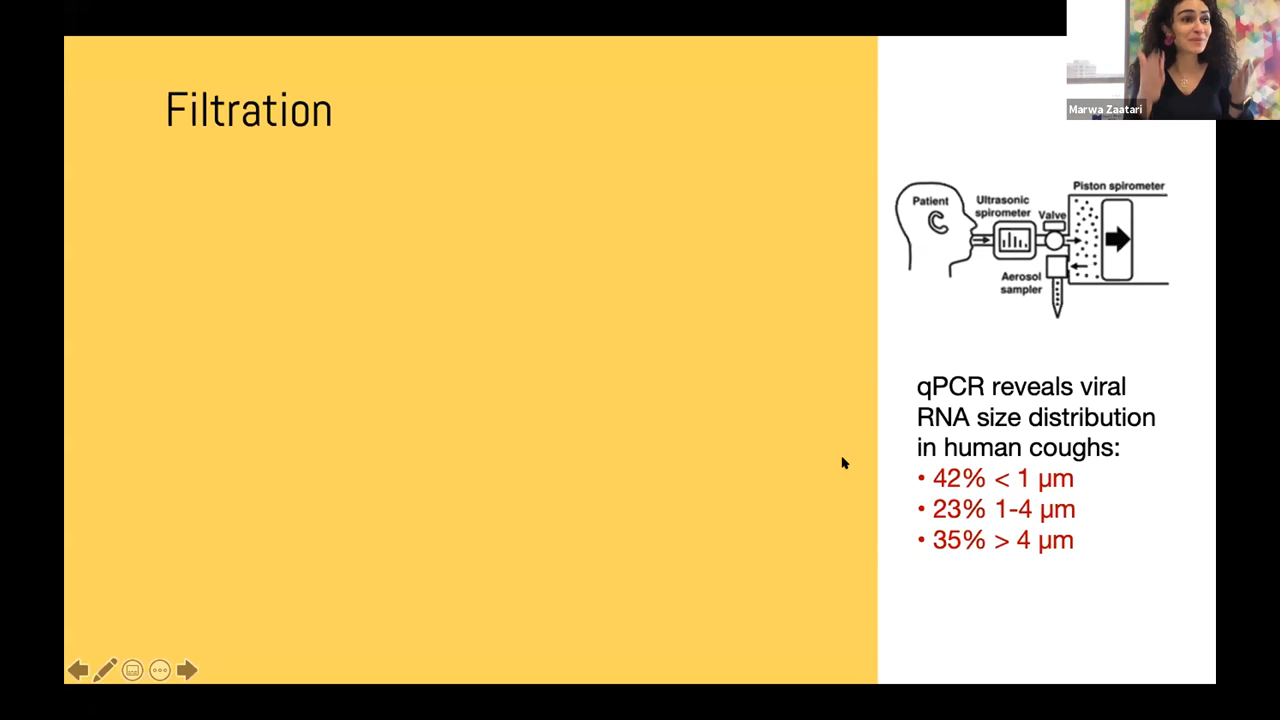 Filtration
Marwa Zaatari
Piston spirometer
Patient
Ultrasonic
spirometer
Valve
Aerosol
sampler
qPCR reveals viral
RNA size distribution
in human coughs:
• 42% < 1 µm
• 23% 1-4 µm
• 35% > 4 µm